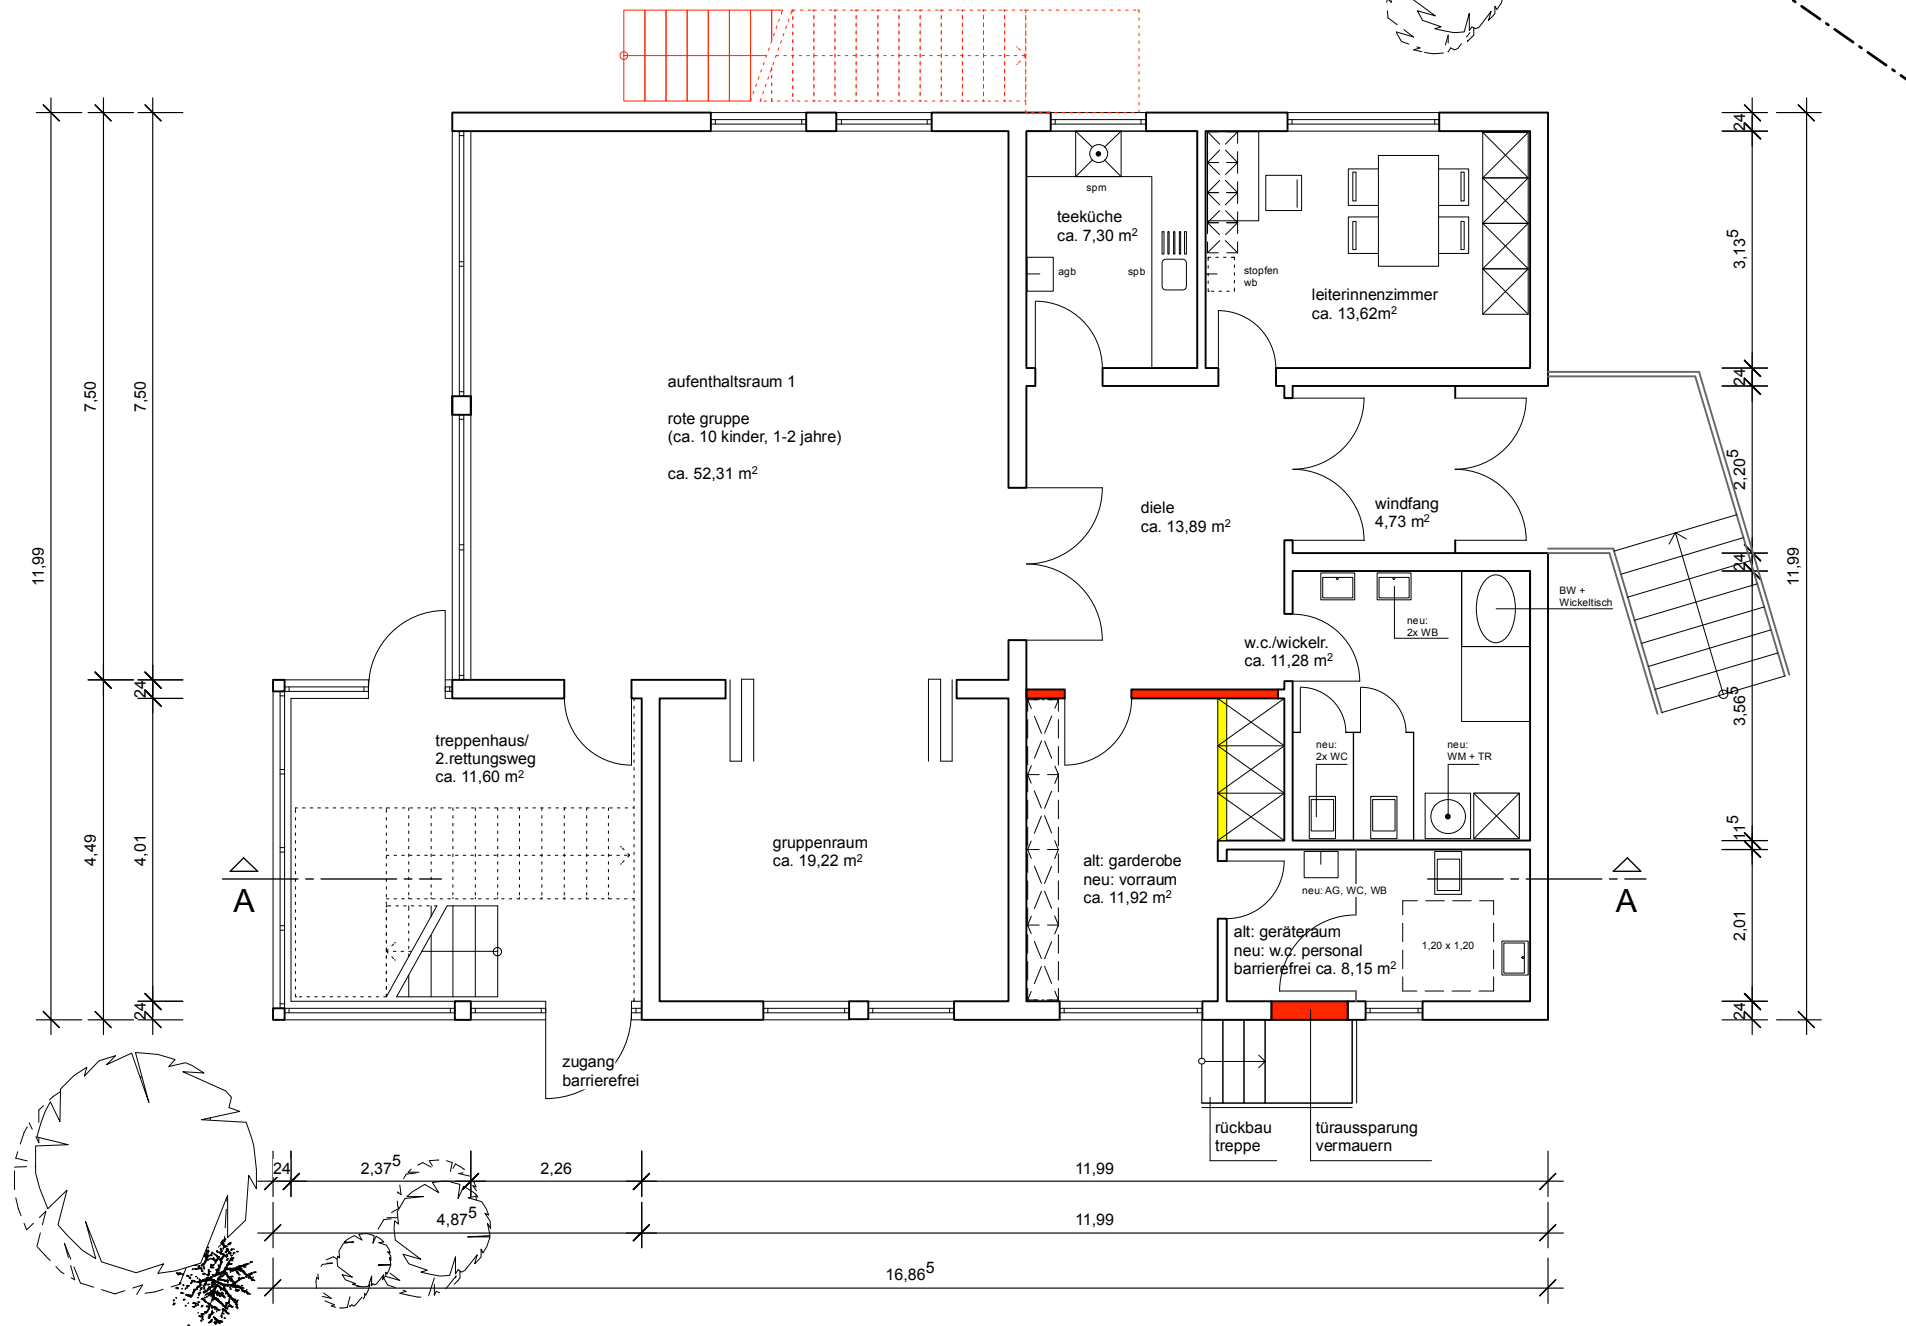 spm
teeküche
ca. 7,30 m²
agb
spb
stopfen
wb
leiterinnenzimmer
ca. 13,62m²
aufenthaltsraum 1
rote gruppe
(ca. 10 kinder, 1-2 jahre)
ca. 52,31 m²
diele
ca. 13,89 m²
windfang
4,73 m²
BW +
Wickeltisch
neu:
2x WB
w.c./wickelr.
ca. 11,28 m²
neu:
2x WC
neu:
WM + TR
treppenhaus/
2.rettungsweg
ca. 11,60 m²
gruppenraum
ca. 19,22 m²
alt: garderobe
neu: vorraum
ca. 11,92 m²
neu: AG, WC, WB
alt: geräteraum
neu: w.c. personal
barrierefrei ca. 8,15 m²
1,20 x 1,20
A
A
zugang
barrierefrei
rückbau
treppe
türaussparung
vermauern
11,99
7,50
4,49
7,50
24
4,01
24
24
3,13⁵
24
2,20⁵
24
3,56⁵
11⁵
2,01
24
11,99
24
2,37⁵
2,26
11,99
4,87⁵
11,99
16,86⁵